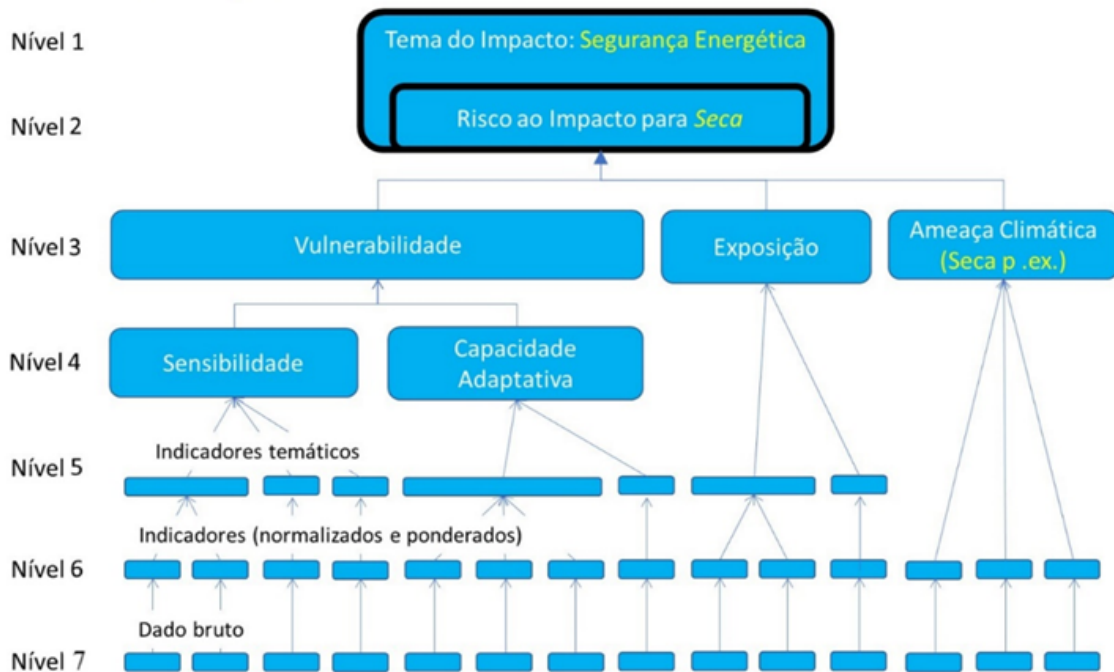 Nível 1
Tema do Impacto: Segurança Energética
Nível 2
Risco ao Impacto para Seca
Nível 3
Vulnerabilidade
Exposição
Ameaça Climática
(Seca p .ex.)
Nível 4
Sensibilidade
Capacidade
Adaptativa
Indicadores temáticos
Nível 5
Indicadores (normalizados e ponderados)
Nível 6
Dado bruto
Nível 7